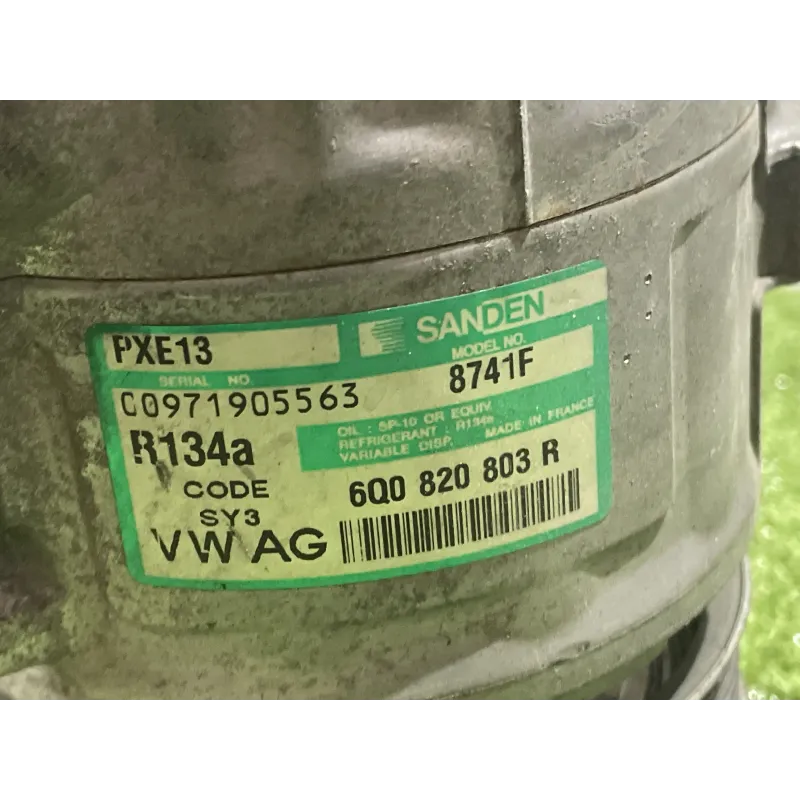 PXE13
SANDEN
SERIAL NO.
MODEL NO.
C0971905563
8741F
R134a
OIL : SP-10 OR EQUIV.
REFRIGERANT : R134a
VARIABLE DISP. MADE IN FRANCE
CODE
6Q0 820 803 R
SY3
VW AG